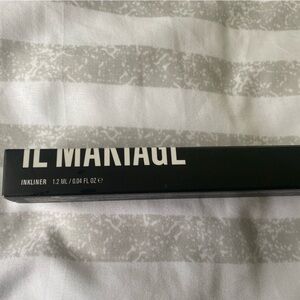 IL MAKIAGE
INKLINER 1.2 ML / 0.04 FL OZ ℮